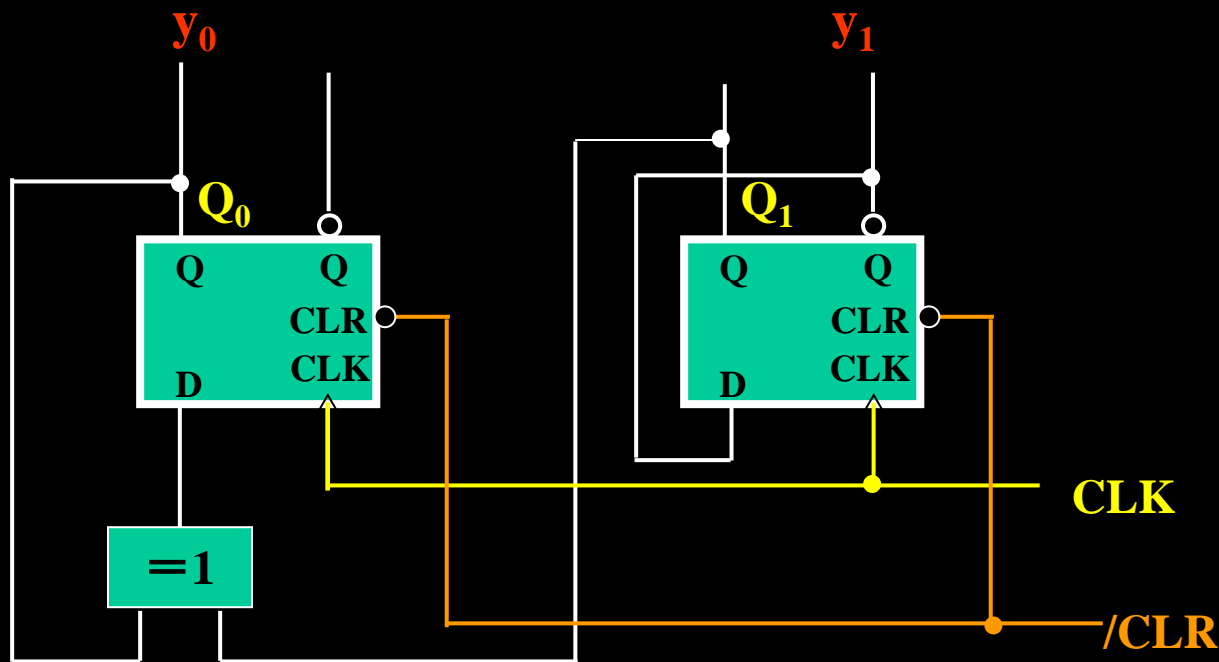 y₀ y₁
Q₀ Q₁
Q Q Q Q
CLR CLR
D CLK D CLK
CLK
=1
/CLR